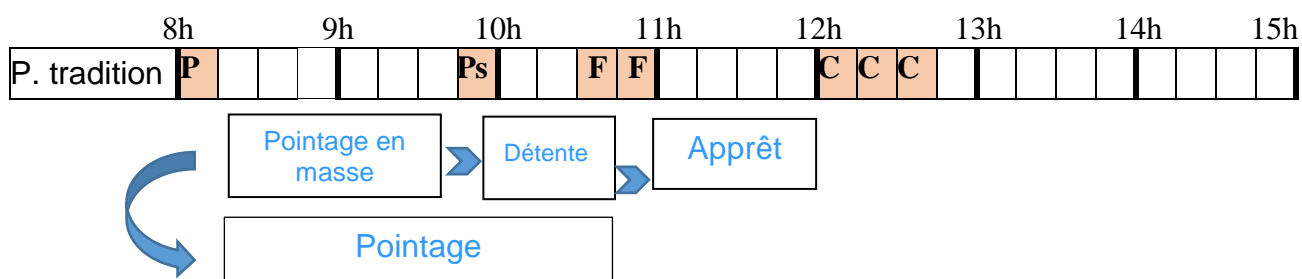 8h 9h 10h 11h 12h 13h 14h 15h
P. tradition P Ps F F C C C
Pointage en
masse
Détente
Apprêt
Pointage